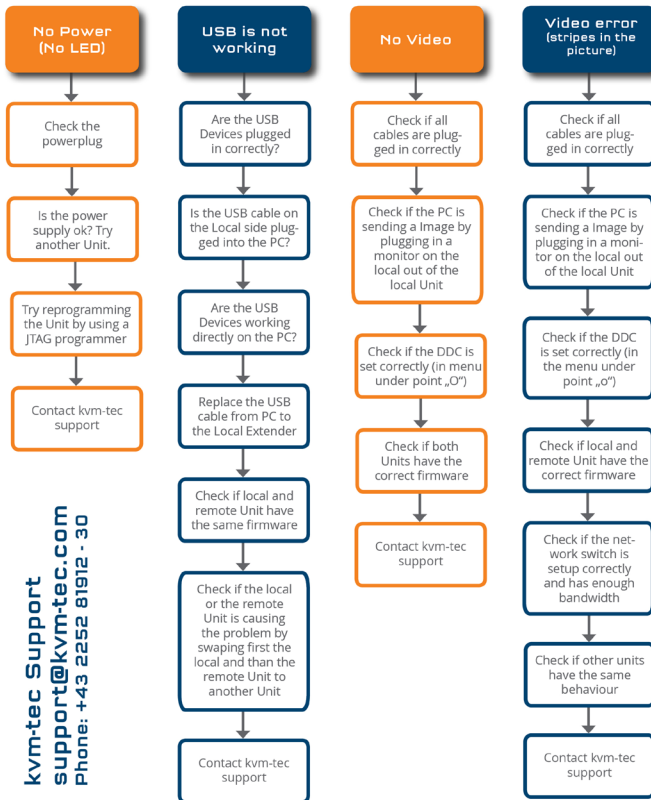 No Power
(No LED)
Check the
powerplug
Is the power
supply ok? Try
another Unit.
Try reprogramming
the Unit by using a
JTAG programmer
Contact kvm-tec
support
USB is not
working
Are the USB
Devices plugged
in correctly?
Is the USB cable on
the Local side plug-
ged into the PC?
Are the USB
Devices working
directly on the PC?
Replace the USB
cable from PC to
the Local Extender
Check if local and
remote Unit have
the same firmware
Check if the local
or the remote
Unit is causing
the problem by
swaping first the
local and than the
remote Unit to
another Unit
Contact kvm-tec
support
No Video
Check if all
cables are plug-
ged in correctly
Check if the PC is
sending a Image by
plugging in a
monitor on the
local out of the
local Unit
Check if the DDC is
set correctly (in menu
under point „O“)
Check if both
Units have the
correct firmware
Contact kvm-tec
support
Video error
(stripes in the
picture)
Check if all
cables are plug-
ged in correctly
Check if the PC is
sending a Image by
plugging in a moni-
tor on the local out
of the local Unit
Check if the DDC
is set correctly (in
the menu under
point „o“)
Check if local and
remote Unit have the
correct firmware
Check if the net-
work switch is
setup correctly
and has enough
bandwidth
Check if other units
have the same
behaviour
Contact kvm-tec
support
kvm-tec Support
support@kvm-tec.com
Phone: +43 2252 81912 - 30